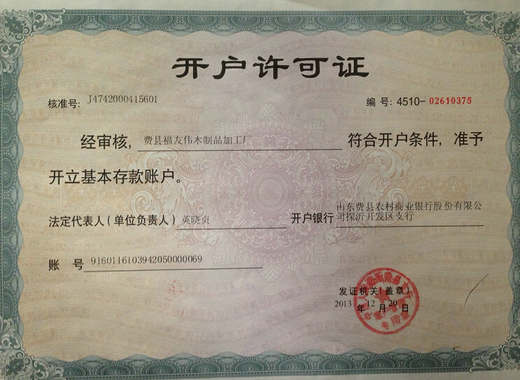 开户许可证
核准号: J4742000415601 编号: 4510-02610375
经审核, 费县福友伟木制品加工厂 符合开户条件, 准予
开立基本存款账户。
法定代表人(单位负责人) 英晓贞 开户银行 山东费县农村商业银行股份有限公
司探沂开发区支行
账号 9160116103942050000069
发证机关(盖章)
2013年12月20日